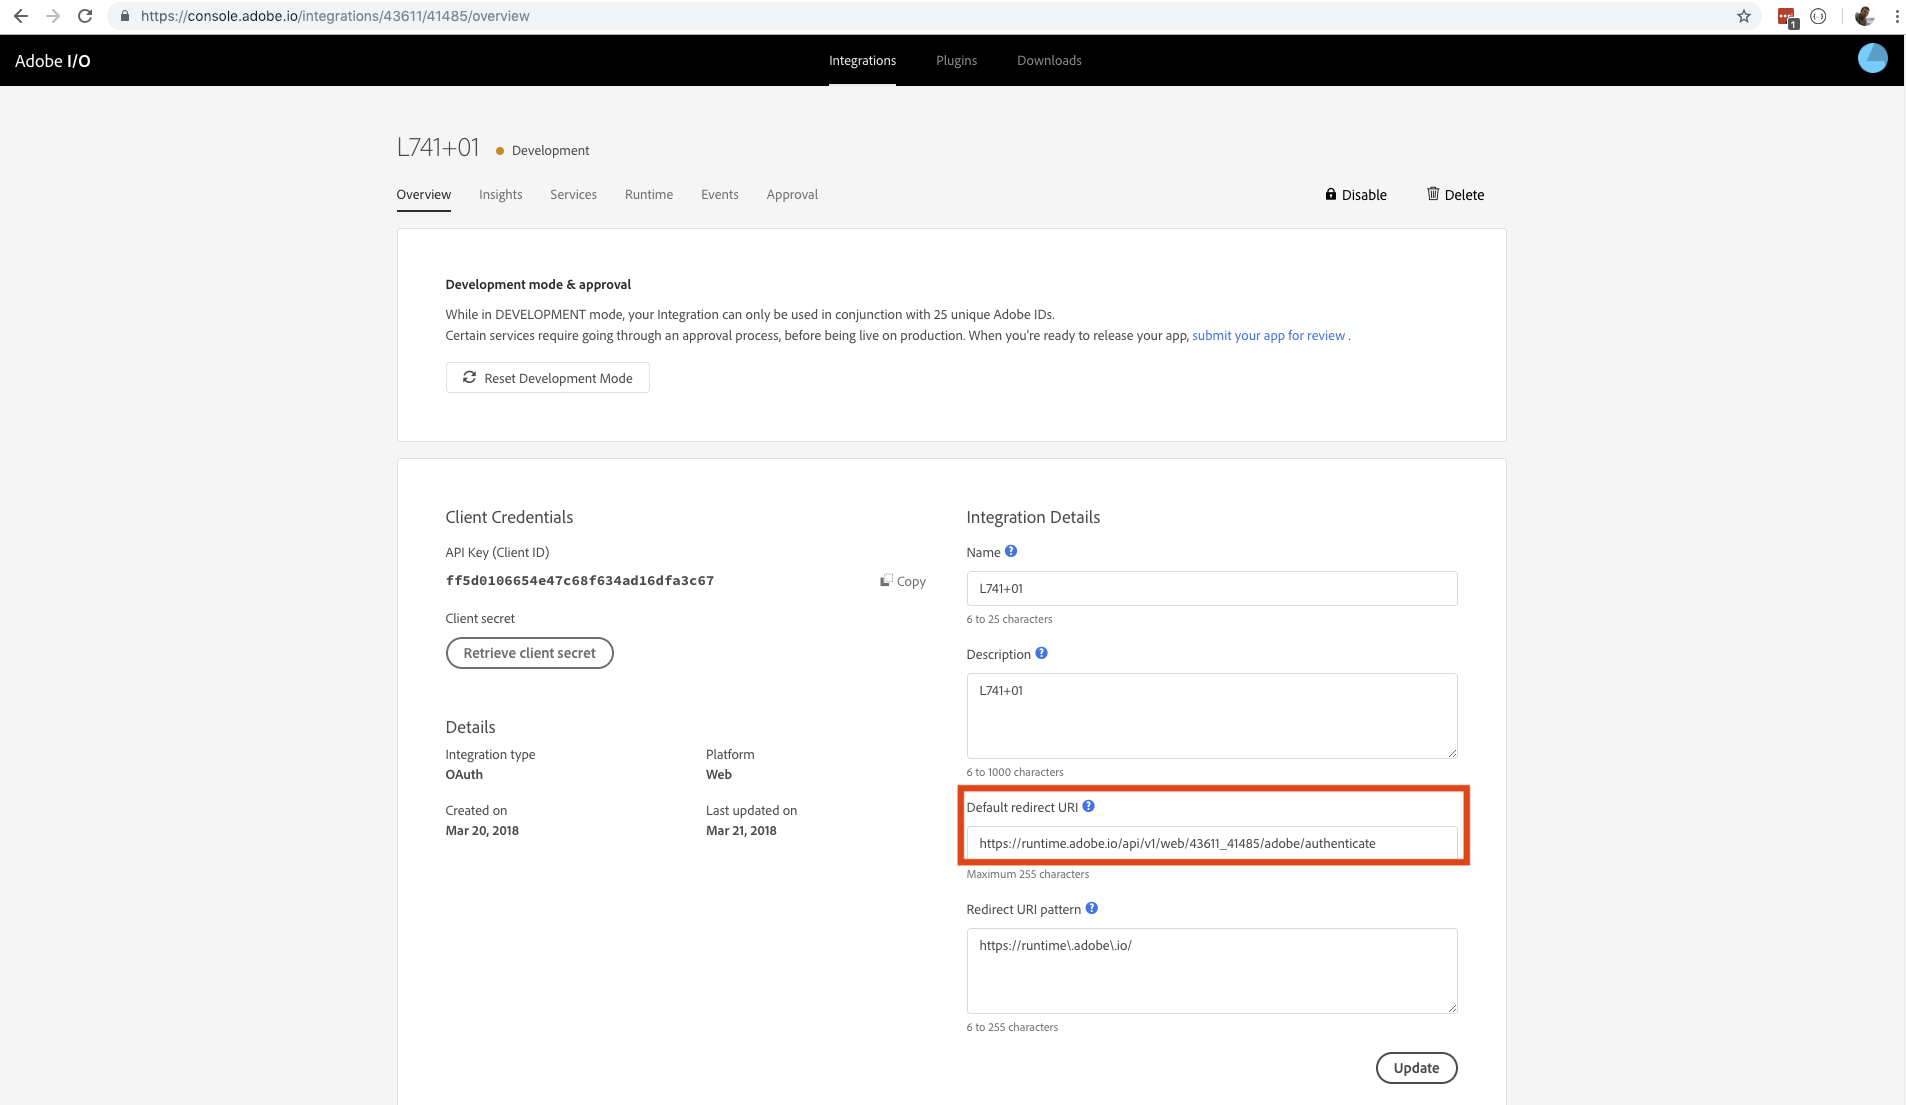 https://console.adobe.io/integrations/43611/41485/overview
1
Adobe I/O
Integrations
Plugins
Downloads
L741+01
Development
Overview
Insights
Services
Runtime
Events
Approval
Disable
Delete
Development mode & approval
While in DEVELOPMENT mode, your Integration can only be used in conjunction with 25 unique Adobe IDs.
Certain services require going through an approval process, before being live on production. When you're ready to release your app, submit your app for review .
Reset Development Mode
Client Credentials
API Key (Client ID)
ff5d0106654e47c68f634ad16dfa3c67
Copy
Client secret
Retrieve client secret
Details
Integration type
OAuth
Platform
Web
Created on
Mar 20, 2018
Last updated on
Mar 21, 2018
Integration Details
Name ?
L741+01
6 to 25 characters
Description ?
L741+01
6 to 1000 characters
Default redirect URI ?
https://runtime.adobe.io/api/v1/web/43611_41485/adobe/authenticate
Maximum 255 characters
Redirect URI pattern ?
https://runtime\.adobe\.io/
6 to 255 characters
Update